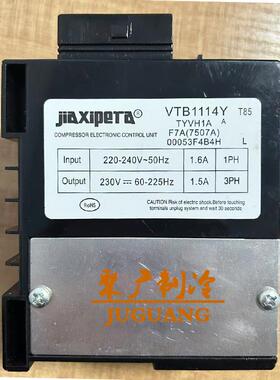 jiaxipera®
VTB1114Y T85
TYVH1A A
COMPRESSOR ELECTRONIC CONTROL UNIT
F7A(7507A)
00053F4B4H L
Input 220-240V~50Hz 1.6A 1PH
Output 230V ⎓ 60-225Hz 1.5A 3PH
RoHS
CAUTION:Risk of electric shock.Before touching
terminals unplug system and wait 30 seconds
聚广制冷
JUGUANG